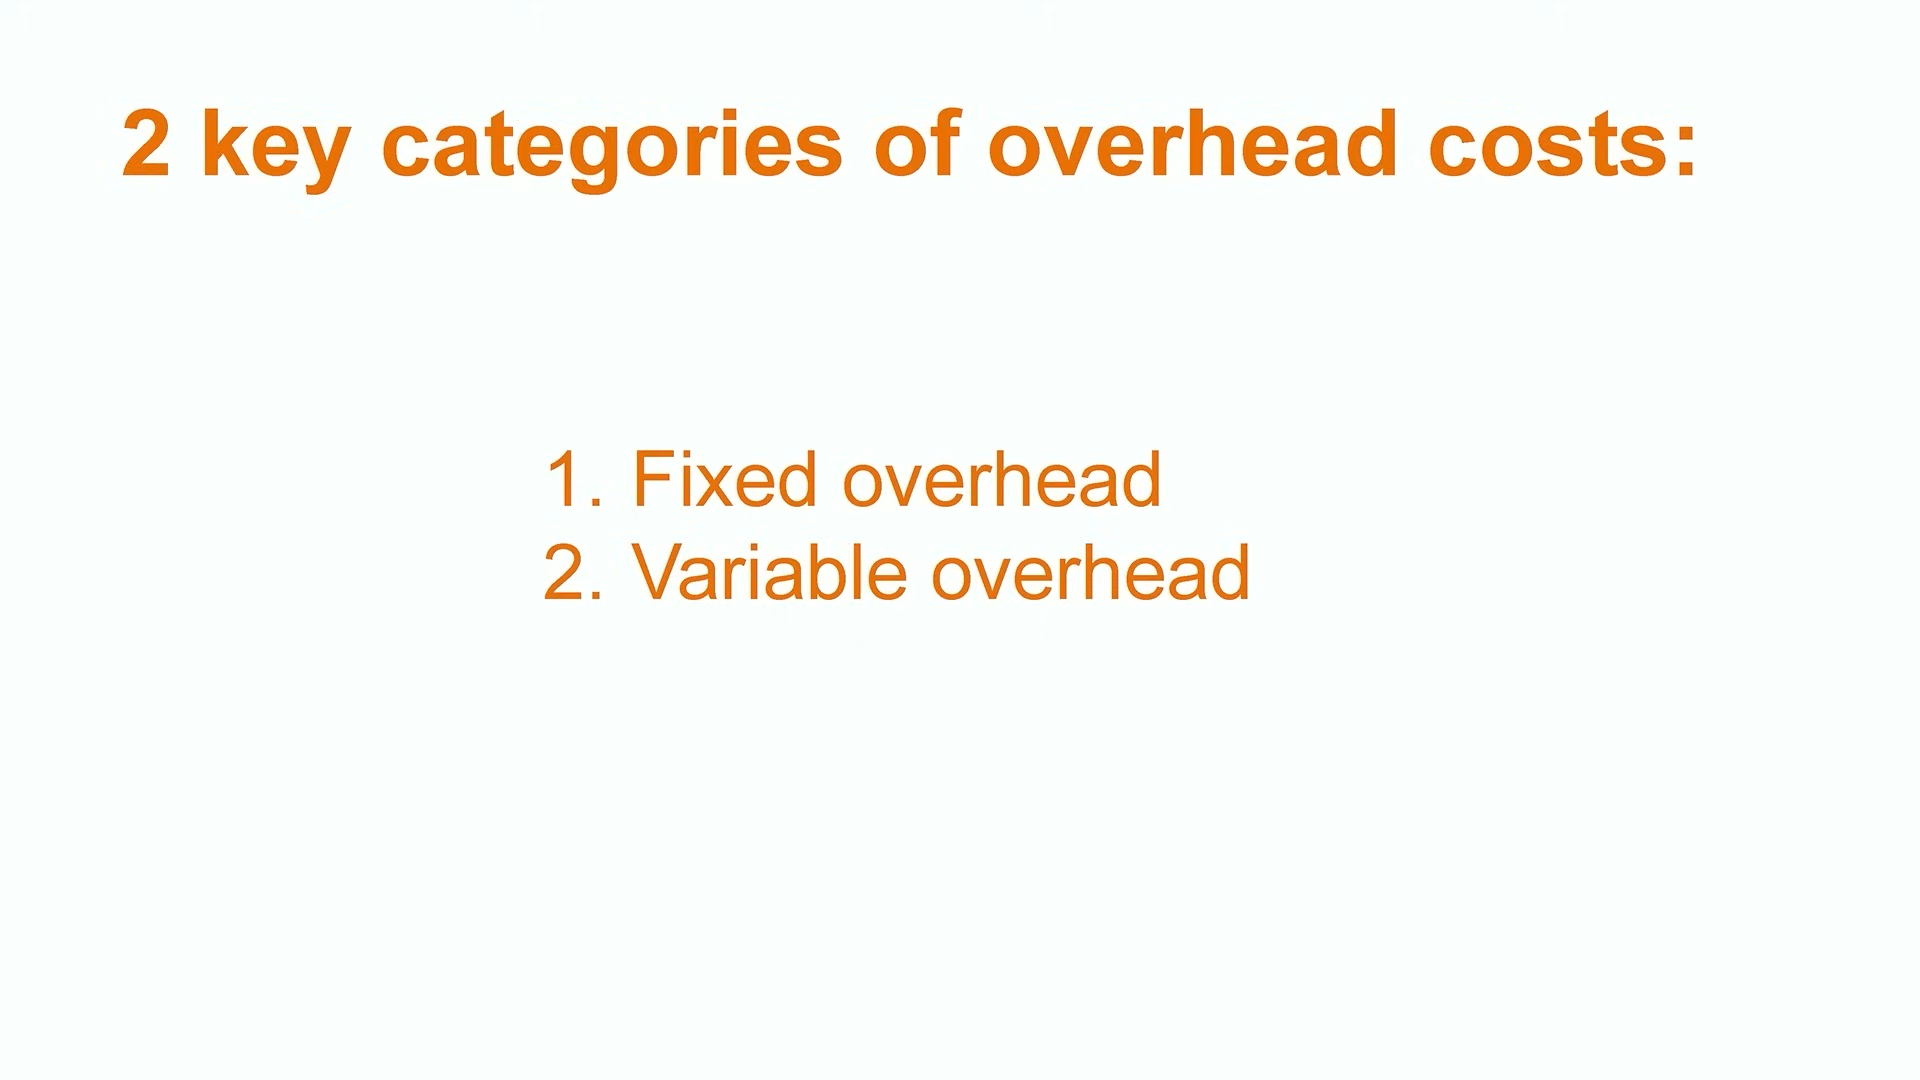 2 key categories of overhead costs:
1. Fixed overhead
2. Variable overhead